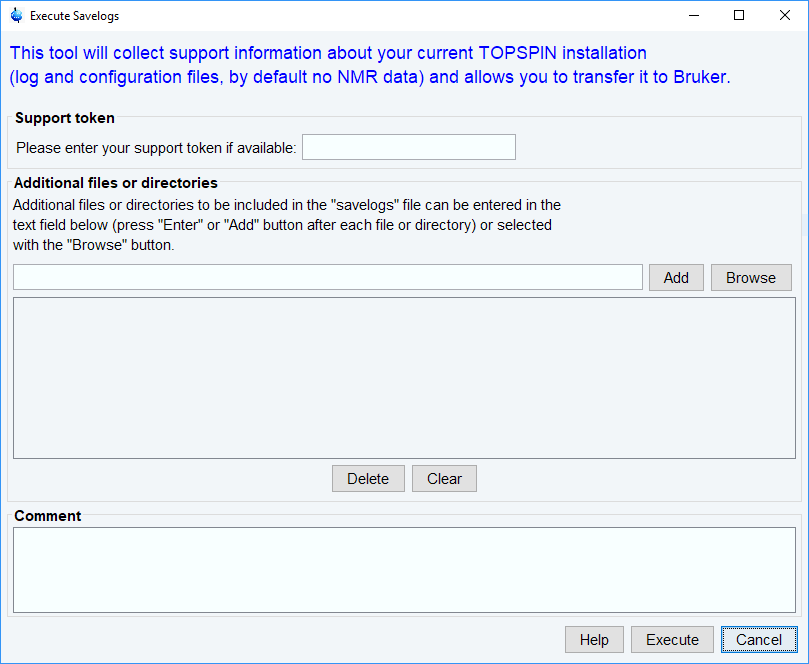 Execute Savelogs
This tool will collect support information about your current TOPSPIN installation
(log and configuration files, by default no NMR data) and allows you to transfer it to Bruker.
Support token
Please enter your support token if available:
Additional files or directories
Additional files or directories to be included in the "savelogs" file can be entered in the
text field below (press "Enter" or "Add" button after each file or directory) or selected
with the "Browse" button.
Add Browse
Delete Clear
Comment
Help Execute Cancel